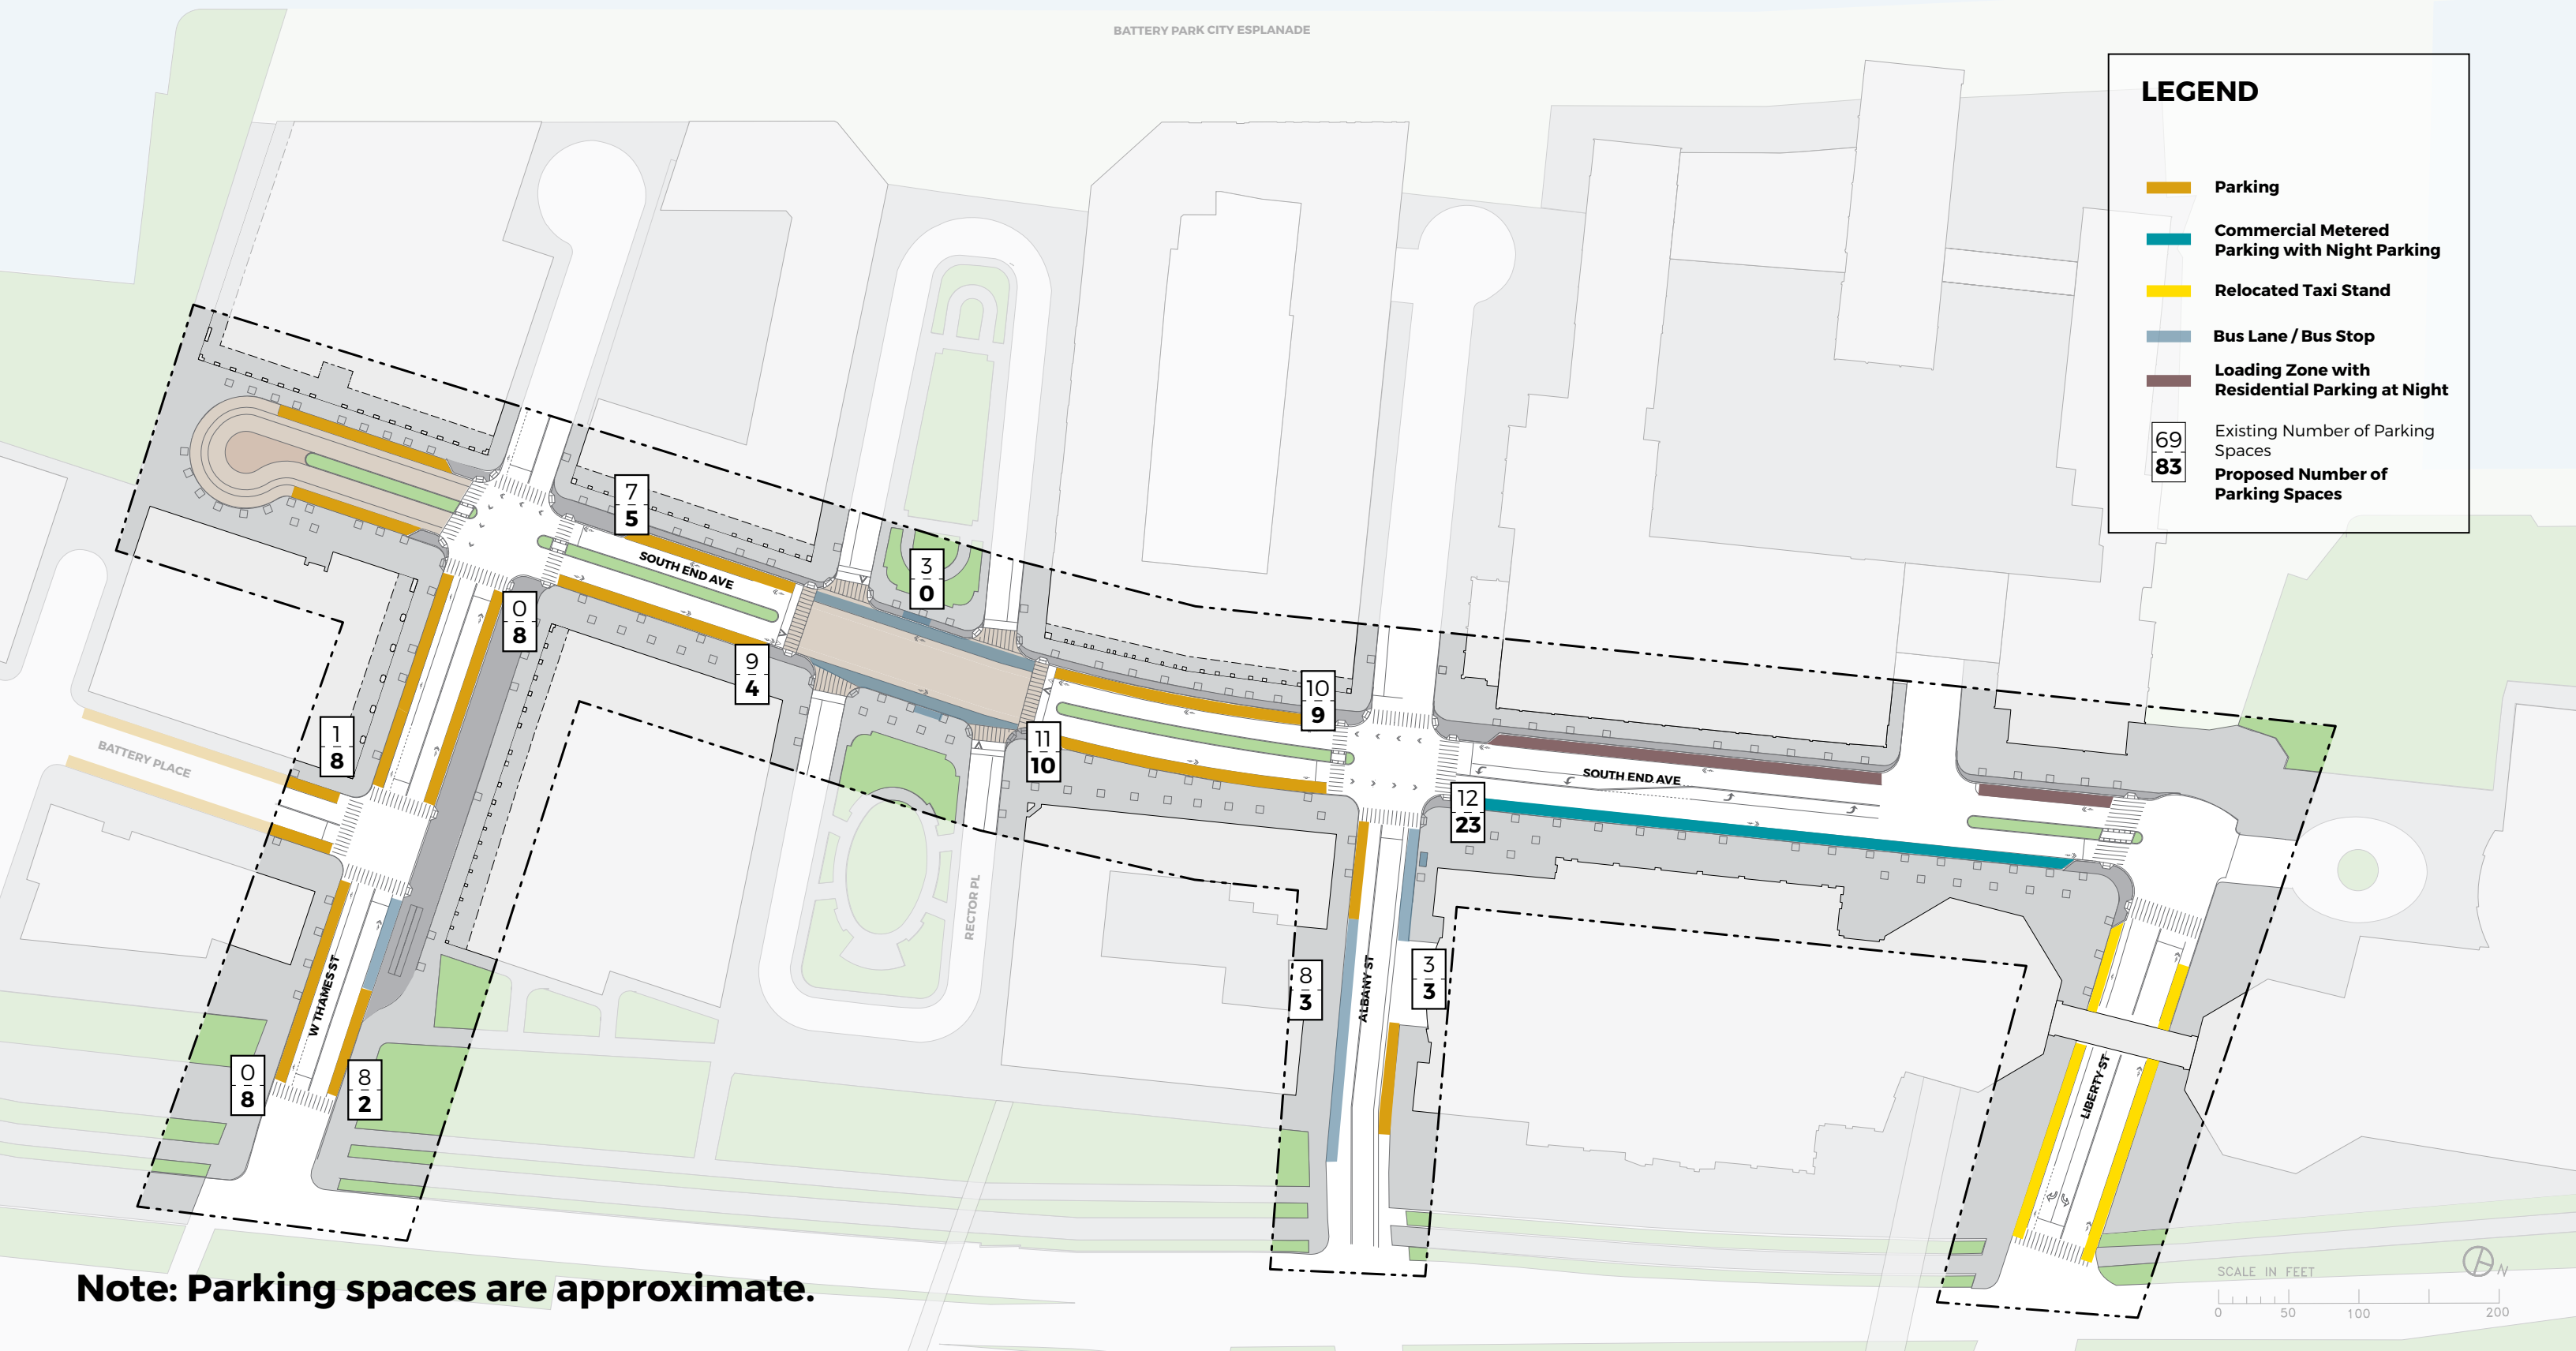 BATTERY PARK CITY ESPLANADE
LEGEND
Parking
Commercial Metered
Parking with Night Parking
Relocated Taxi Stand
Bus Lane / Bus Stop
Loading Zone with
Residential Parking at Night
69
83
Existing Number of Parking
Spaces
Proposed Number of
Parking Spaces
7
5
SOUTH END AVE
3
0
0
8
9
4
10
9
1
8
BATTERY PLACE
11
10
SOUTH END AVE
12
23
RECTOR PL
W THAMES ST
8
3
ALBANY ST
3
3
0
8
8
2
LIBERTY ST
Note: Parking spaces are approximate.
SCALE IN FEET
N
0 50 100 200